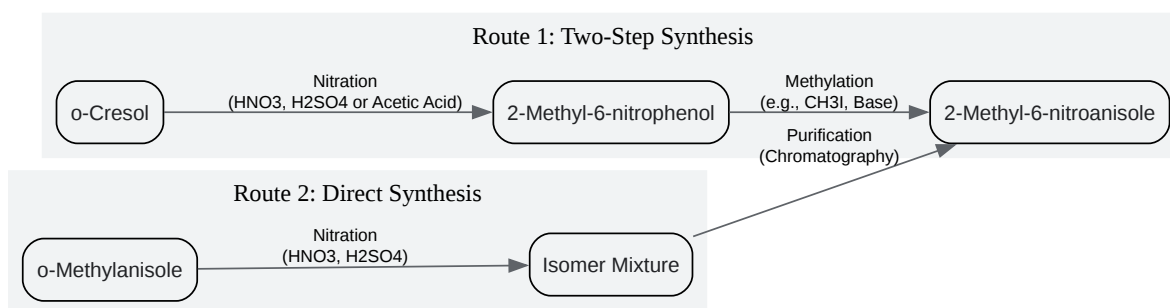 Route 1: Two-Step Synthesis
Nitration
(HNO3, H2SO4 or Acetic Acid)
Methylation
(e.g., CH3I, Base)
o-Cresol
2-Methyl-6-nitrophenol
2-Methyl-6-nitroanisole
Purification
(Chromatography)
Route 2: Direct Synthesis
Nitration
(HNO3, H2SO4)
o-Methylanisole
Isomer Mixture